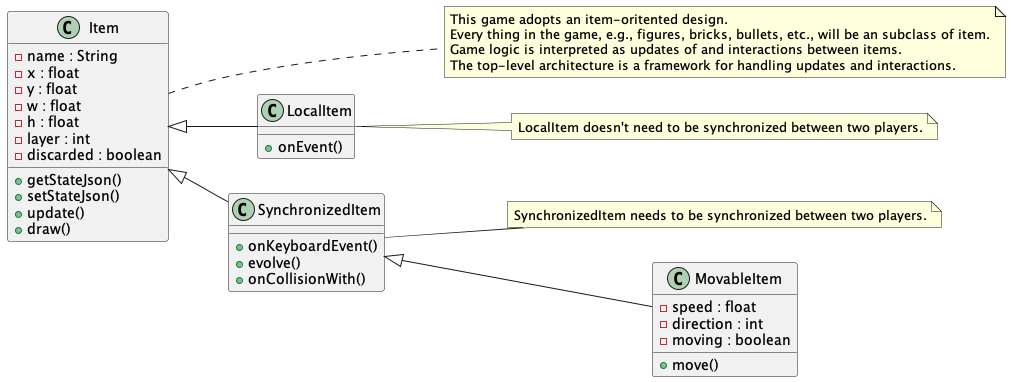 C Item
name : String
x : float
y : float
w : float
h : float
layer : int
discarded : boolean
getStateJson()
setStateJson()
update()
draw()
This game adopts an item-oritented design.
Every thing in the game, e.g., figures, bricks, bullets, etc., will be an subclass of item.
Game logic is interpreted as updates of and interactions between items.
The top-level architecture is a framework for handling updates and interactions.
C LocalItem
onEvent()
LocalItem doesn't need to be synchronized between two players.
C SynchronizedItem
onKeyboardEvent()
evolve()
onCollisionWith()
SynchronizedItem needs to be synchronized between two players.
C MovableItem
speed : float
direction : int
moving : boolean
move()